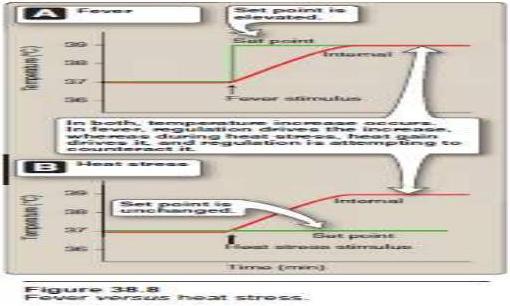 A Fever
Set point is
elevated.
Temperature (°C)
39
38
37
36
Set point
Internal
Fever stimulus
In both, temperature increase occurs.
In fever, regulation drives the increase,
whereas during heat stress, heat gain
drives it, and regulation is attempting to
counteract it.
B Heat stress
Temperature (°C)
39
38
37
36
Set point is
unchanged.
Internal
Set point
Heat stress stimulus
Time (min)
Figure 38.8
Fever versus heat stress.